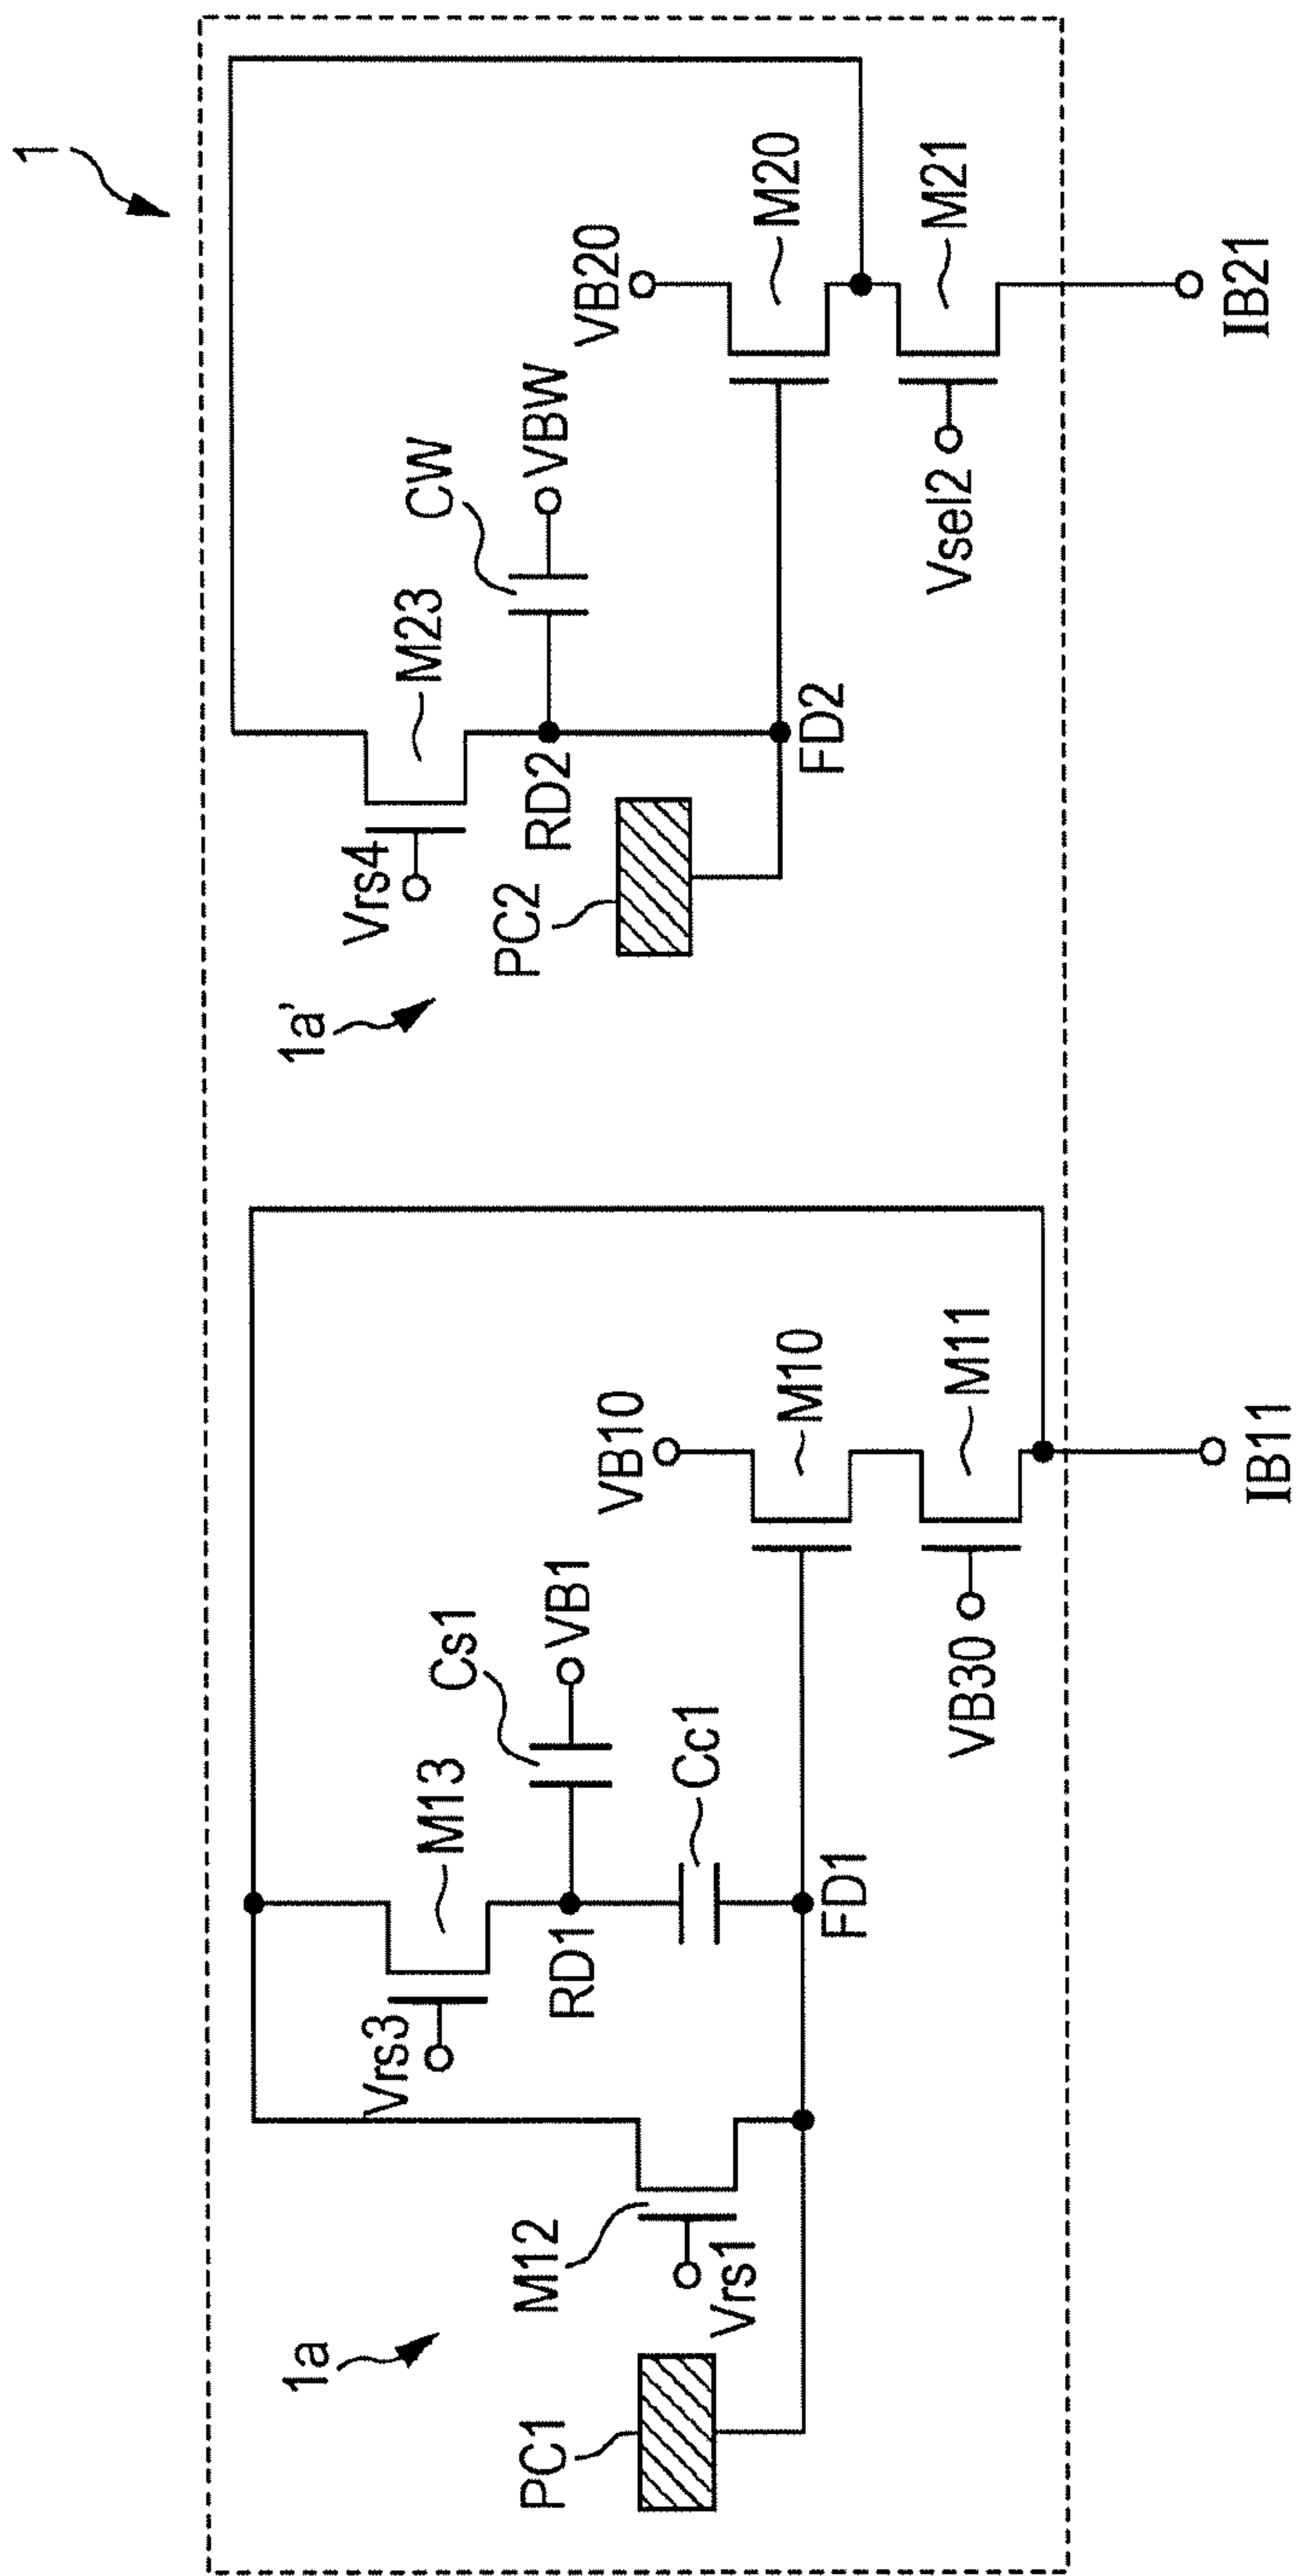 1
1a
PC1
M12
Vrs1
Vrs3
M13
RD1
Cs1
VB1
Cc1
FD1
VB10
M10
VB30
M11
IB11
1a'
PC2
Vrs4
M23
RD2
CW
VBW
FD2
VB20
M20
Vsel2
M21
IB21